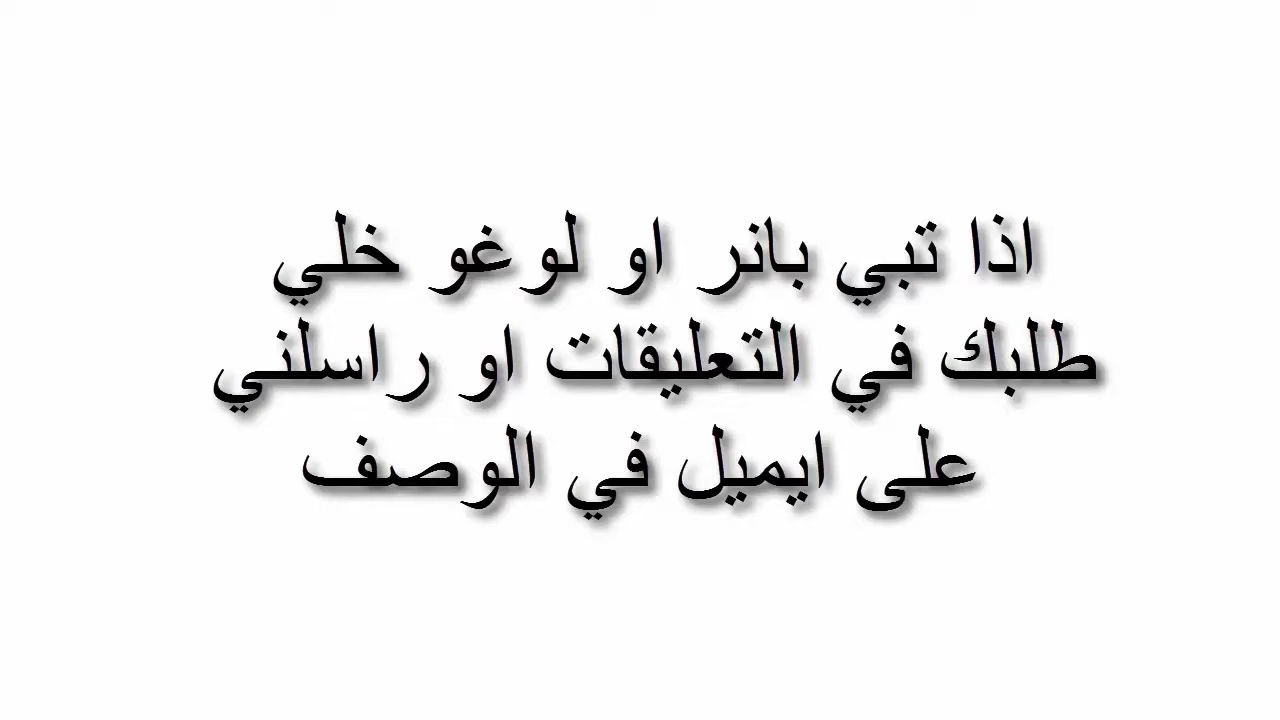 اذا تبي بانر او لوغو خلي
طلبك في التعليقات او راسلني
على ايميل في الوصف